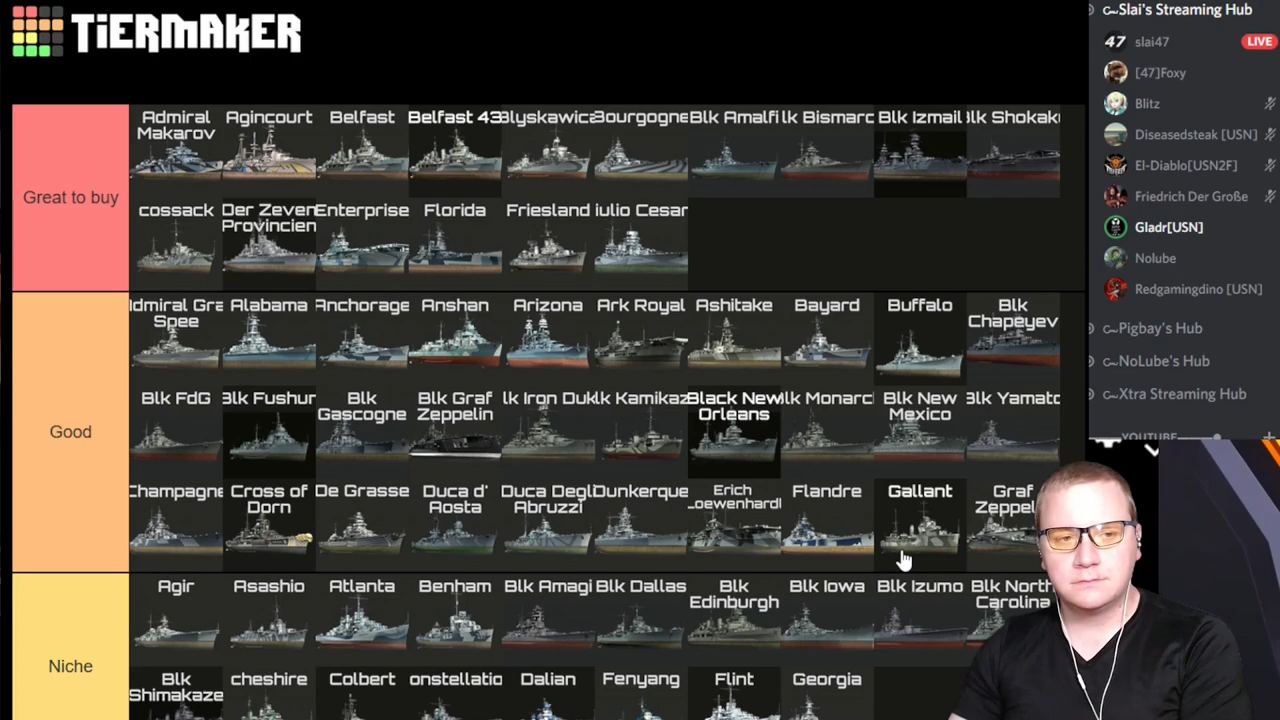 TiERMAKER
Great to buy
Admiral
Makarov
Agincourt
Belfast
Belfast 43
Blyskawica
Bourgogne
Blk Amalfi
lk Bismarc
Blk Izmail
lk Shokak
cossack
Der Zeven
Provincien
Enterprise
Florida
Friesland
iulio Cesar
Good
dmiral Gra
Spee
Alabama
Anchorage
Anshan
Arizona
Ark Royal
Ashitake
Bayard
Buffalo
Blk
Chapeyev
Blk FdG
Blk Fushun
Blk
Gascogne
Blk Graf
Zeppelin
lk Iron Duk
lk Kamikaz
Black New
Orleans
lk Monarc
Blk New
Mexico
Blk Yamato
Champagne
Cross of
Dorn
De Grasse
Duca d'
Aosta
Duca Degli
Abruzzi
Dunkerque
Erich
Loewenhardt
Flandre
Gallant
Graf
Zeppel
Niche
Agir
Asashio
Atlanta
Benham
Blk Amagi
Blk Dallas
Blk
Edinburgh
Blk Iowa
Blk Izumo
Blk North
Carolina
Blk
Shimakaze
cheshire
Colbert
onstellatio
Dalian
Fenyang
Flint
Georgia
Slai's Streaming Hub
47 slai47 LIVE
[47]Foxy
Blitz
Diseasedsteak [USN]
El-Diablo[USN2F]
Friedrich Der Große
Gladr[USN]
Nolube
Redgamingdino [USN]
Pigbay's Hub
NoLube's Hub
Xtra Streaming Hub
YOUTUBE